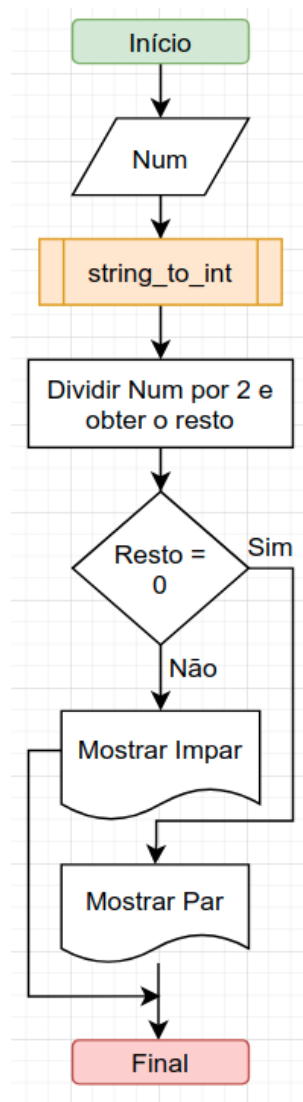 Início
Num
string_to_int
Dividir Num por 2 e
obter o resto
Resto =
0
Sim
Não
Mostrar Impar
Mostrar Par
Final